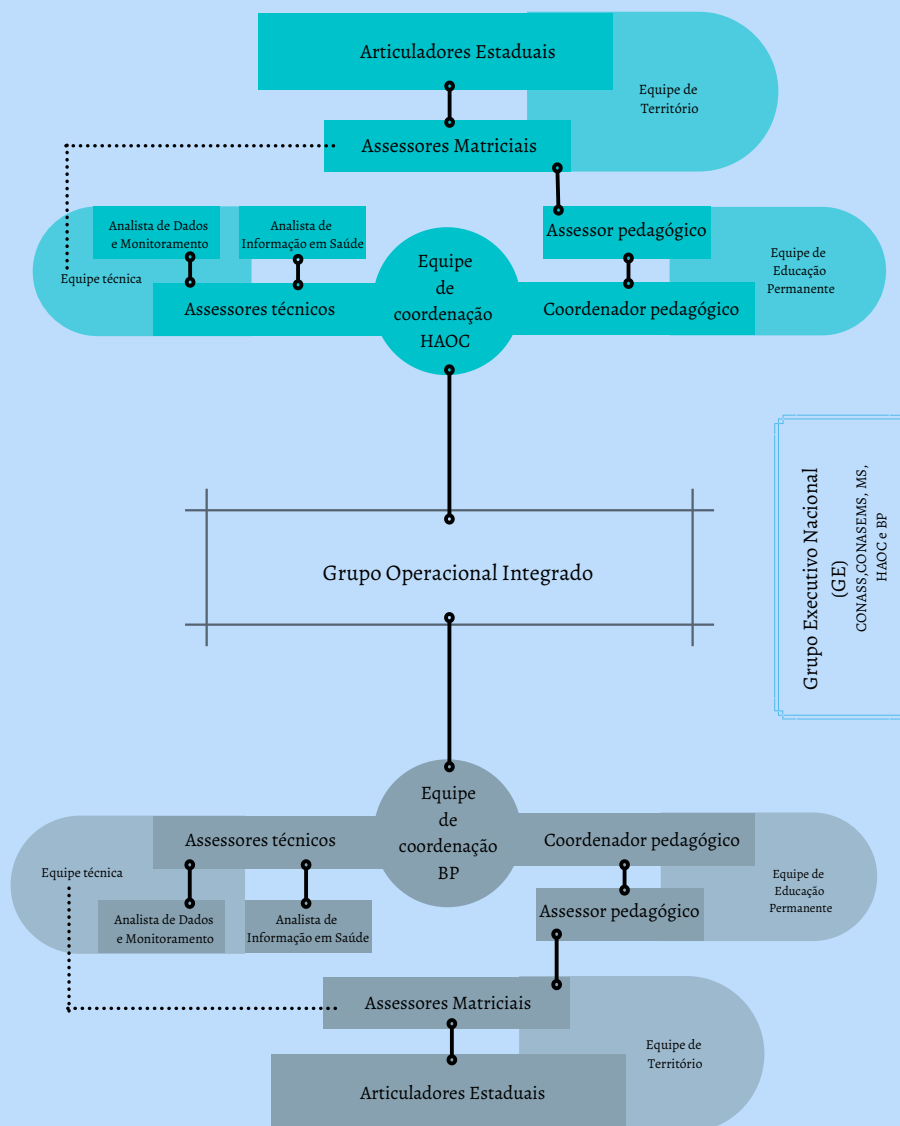 Articuladores Estaduais
Equipe de
Território
Assessores Matriciais
Analista de Dados
e Monitoramento
Analista de
Informação em Saúde
Equipe técnica
Assessores técnicos
Equipe
de
coordenação
HAOC
Assessor pedagógico
Coordenador pedagógico
Equipe de
Educação
Permanente
Grupo Operacional Integrado
Grupo Executivo Nacional
(GE)
CONASS,CONASEMS, MS,
HAOC e BP
Equipe
de
coordenação
BP
Assessores técnicos
Equipe técnica
Analista de Dados
e Monitoramento
Analista de
Informação em Saúde
Coordenador pedagógico
Assessor pedagógico
Equipe de
Educação
Permanente
Assessores Matriciais
Equipe de
Território
Articuladores Estaduais